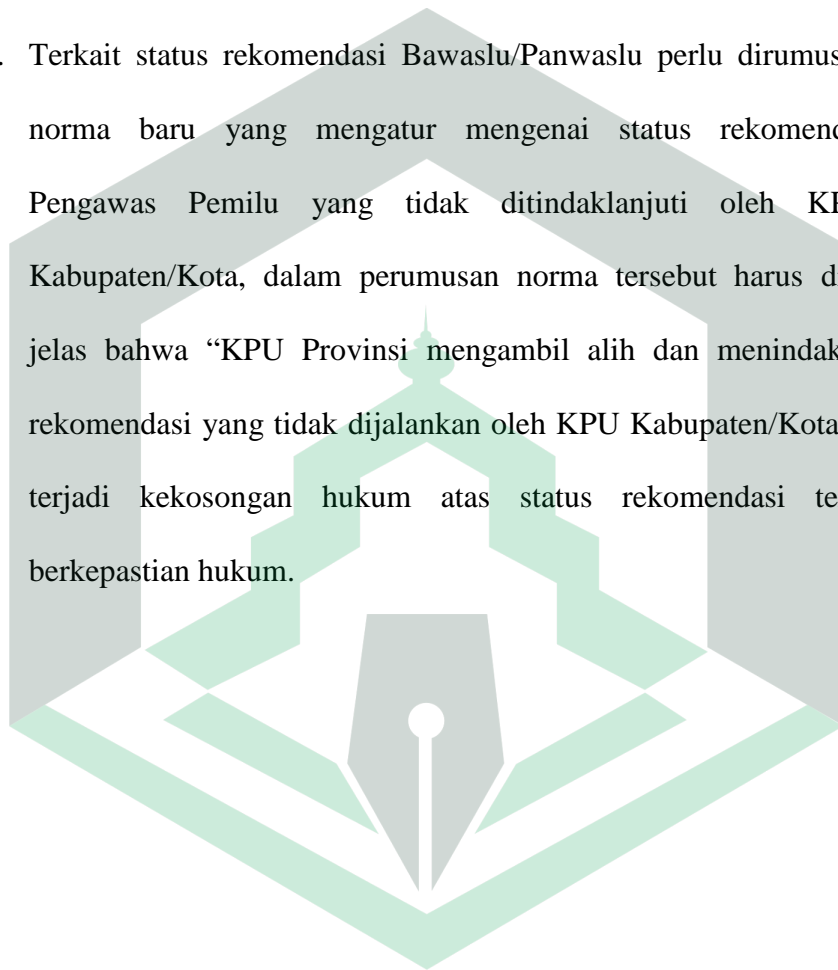 . Terkait status rekomendasi Bawaslu/Panwaslu perlu dirumus
norma baru yang mengatur mengenai status rekomend
Pengawas Pemilu yang tidak ditindaklanjuti oleh
Kabupaten/Kota, dalam perumusan norma tersebut harus d
jelas bahwa “KPU Provinsi mengambil alih dan menindak
rekomendasi yang tidak dijalankan oleh KPU Kabupaten/Kota
terjadi kekosongan hukum atas status rekomendasi te
berkepastian hukum.